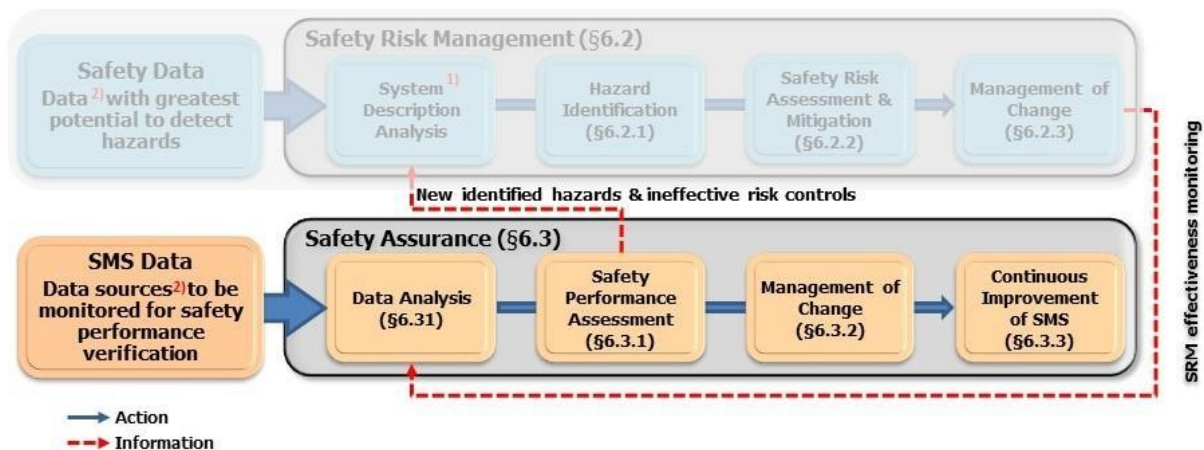 Safety Risk Management (§6.2)
Safety Data
Data 2) with greatest
potential to detect
hazards
System 1)
Description
Analysis
Hazard
Identification
(§6.2.1)
Safety Risk
Assessment &
Mitigation
(§6.2.2)
Management of
Change
(§6.2.3)
New identified hazards & ineffective risk controls
SRM effectiveness monitoring
Safety Assurance (§6.3)
SMS Data
Data sources2) to be
monitored for safety
performance
verification
Data Analysis
(§6.31)
Safety
Performance
Assessment
(§6.3.1)
Management of
Change
(§6.3.2)
Continuous
Improvement
of SMS
(§6.3.3)
Action
Information